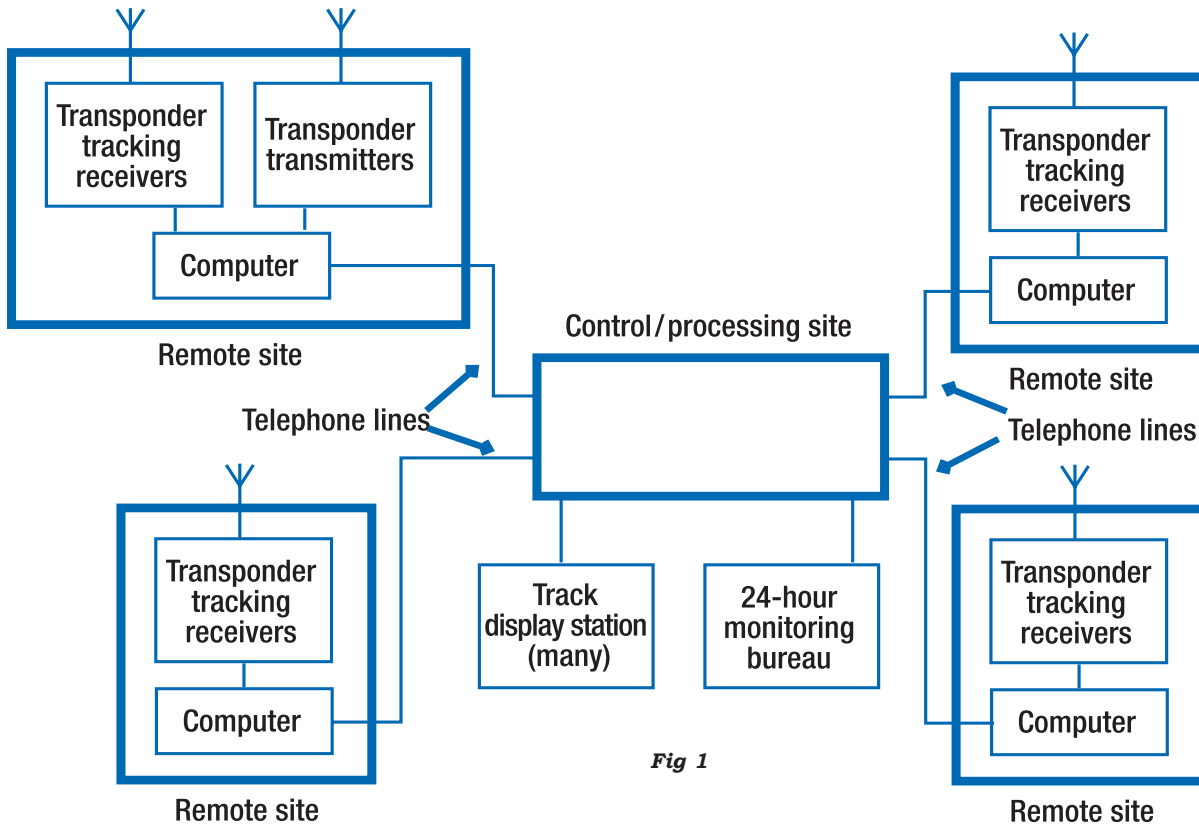 Transponder
tracking
receivers
Transponder
transmitters
Computer
Remote site
Transponder
tracking
receivers
Computer
Remote site
Control/processing site
Telephone lines
Telephone lines
Transponder
tracking
receivers
Computer
Remote site
Track
display station
(many)
24-hour
monitoring
bureau
Transponder
tracking
receivers
Computer
Remote site
Fig 1